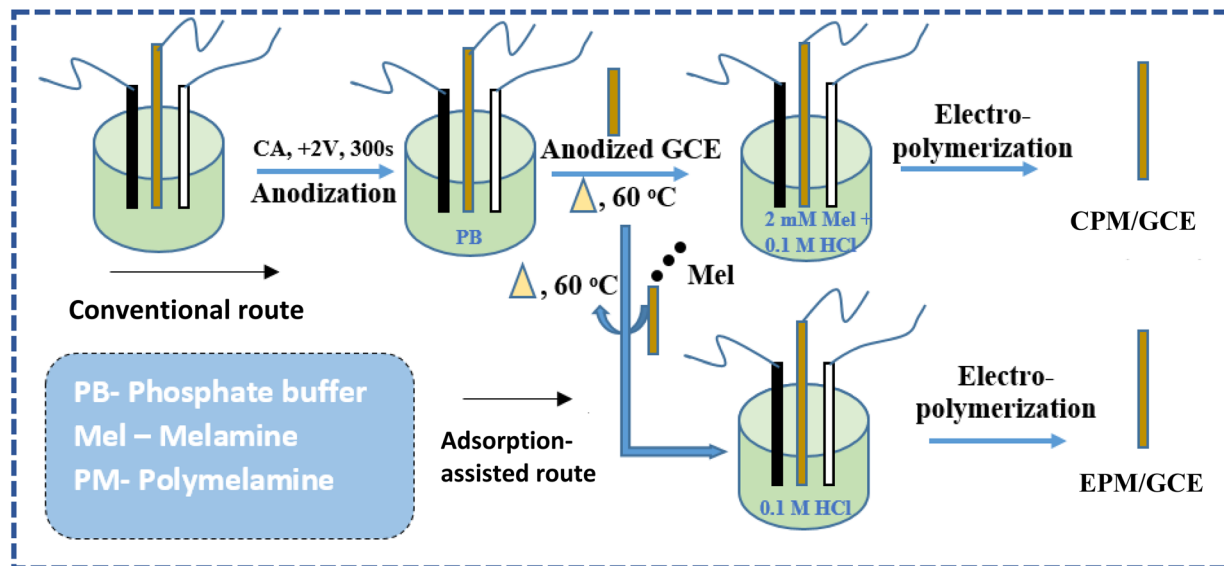 CA, +2V, 300s
Anodization
PB
Anodized GCE
, 60 °C
2 mM Mel +
0.1 M HCl
Electro-
polymerization
CPM/GCE
Conventional route
, 60 °C
Mel
PB- Phosphate buffer
Mel – Melamine
PM- Polymelamine
Adsorption-
assisted route
0.1 M HCl
Electro-
polymerization
EPM/GCE